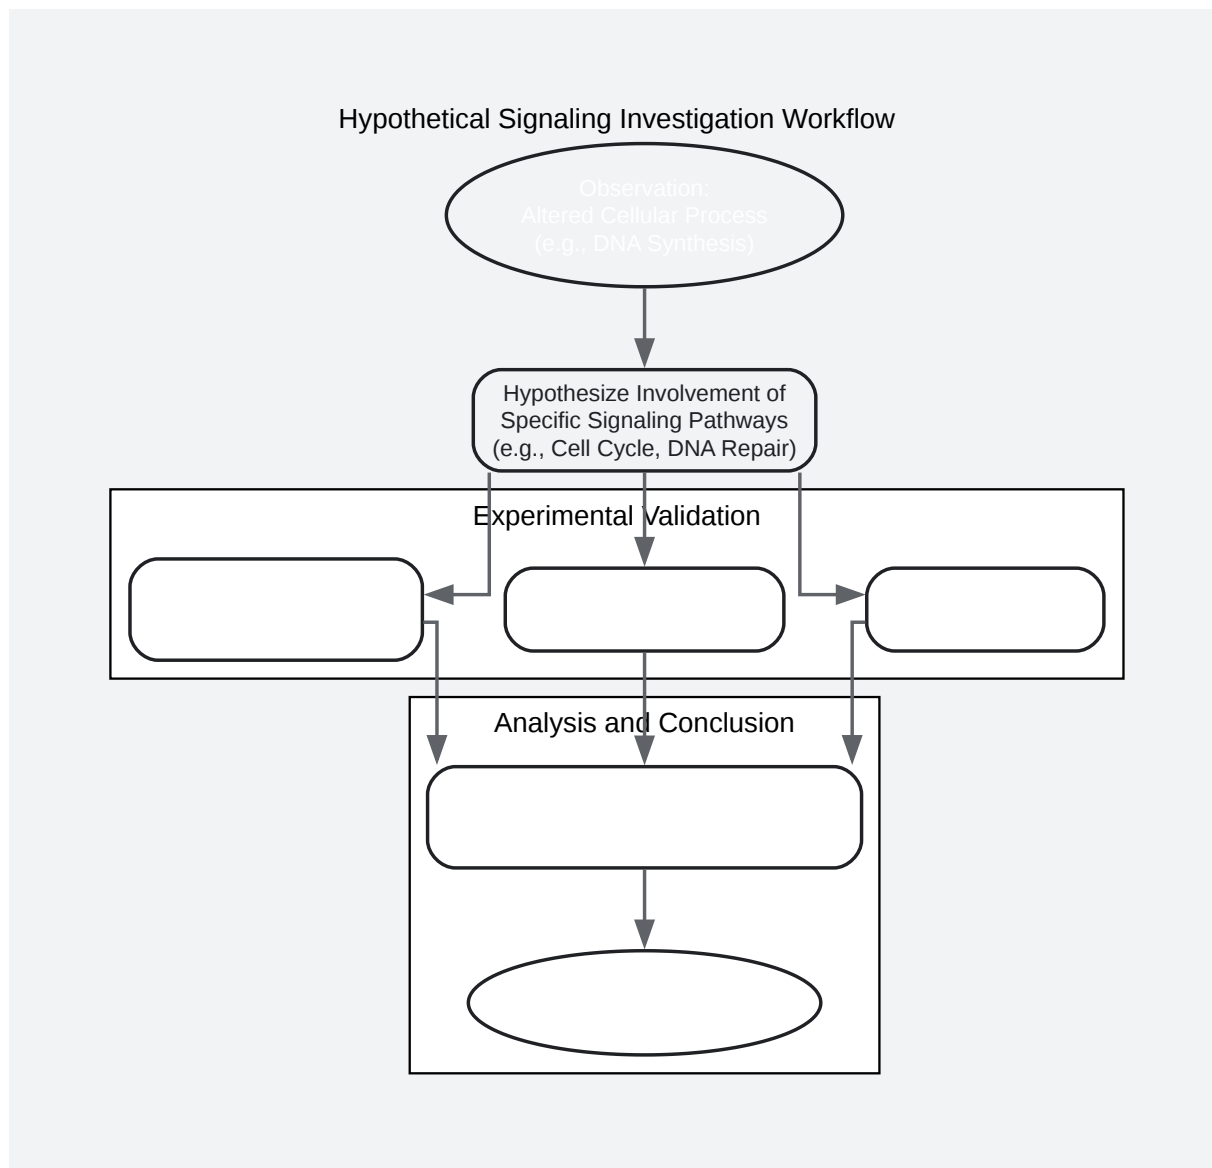 Hypothetical Signaling Investigation Workflow
Observation:
Altered Cellular Process
(e.g., DNA Synthesis)
Hypothesize Involvement of
Specific Signaling Pathways
(e.g., Cell Cycle, DNA Repair)
Experimental Validation
Analysis and Conclusion